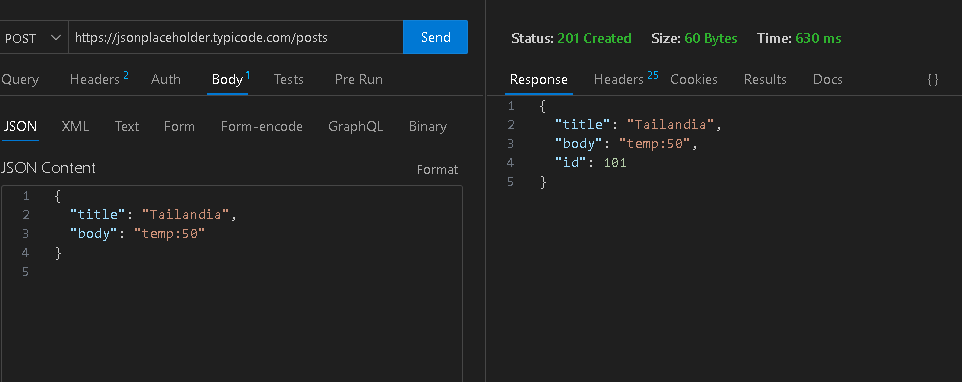 POST https://jsonplaceholder.typicode.com/posts Send
Query Headers 2 Auth Body 1 Tests Pre Run
JSON XML Text Form Form-encode GraphQL Binary
JSON Content Format
1 {
2 "title": "Tailandia",
3 "body": "temp:50"
4 }
5
Status: 201 Created Size: 60 Bytes Time: 630 ms
Response Headers 25 Cookies Results Docs { }
1 {
2 "title": "Tailandia",
3 "body": "temp:50",
4 "id": 101
5 }